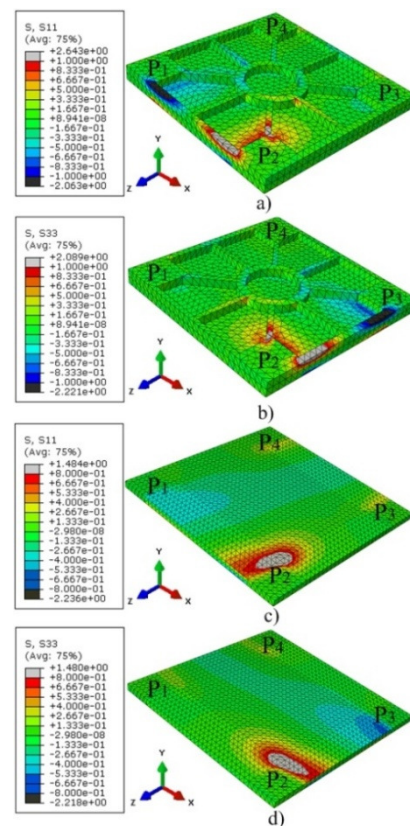 S, S11
(Avg: 75%)
+2.643e+00
+1.000e+00
+8.333e-01
+6.667e-01
+5.000e-01
+3.333e-01
+1.667e-01
+8.941e-08
-1.667e-01
-3.333e-01
-5.000e-01
-6.667e-01
-8.333e-01
-1.000e+00
-2.063e+00
P4
P1
P3
P2
Y
Z X
a)
S, S33
(Avg: 75%)
+2.089e+00
+1.000e+00
+8.333e-01
+6.667e-01
+5.000e-01
+3.333e-01
+1.667e-01
+8.941e-08
-1.667e-01
-3.333e-01
-5.000e-01
-6.667e-01
-8.333e-01
-1.000e+00
-2.221e+00
P4
P1
P3
P2
Y
Z X
b)
S, S11
(Avg: 75%)
+1.484e+00
+8.000e-01
+6.667e-01
+5.333e-01
+4.000e-01
+2.667e-01
+1.333e-01
-2.980e-08
-1.333e-01
-2.667e-01
-4.000e-01
-5.333e-01
-6.667e-01
-8.000e-01
-2.236e+00
P4
P1
P3
P2
Y
Z X
c)
S, S33
(Avg: 75%)
+1.480e+00
+8.000e-01
+6.667e-01
+5.333e-01
+4.000e-01
+2.667e-01
+1.333e-01
-2.980e-08
-1.333e-01
-2.667e-01
-4.000e-01
-5.333e-01
-6.667e-01
-8.000e-01
-2.218e+00
P4
P1
P3
P2
Y
Z X
d)